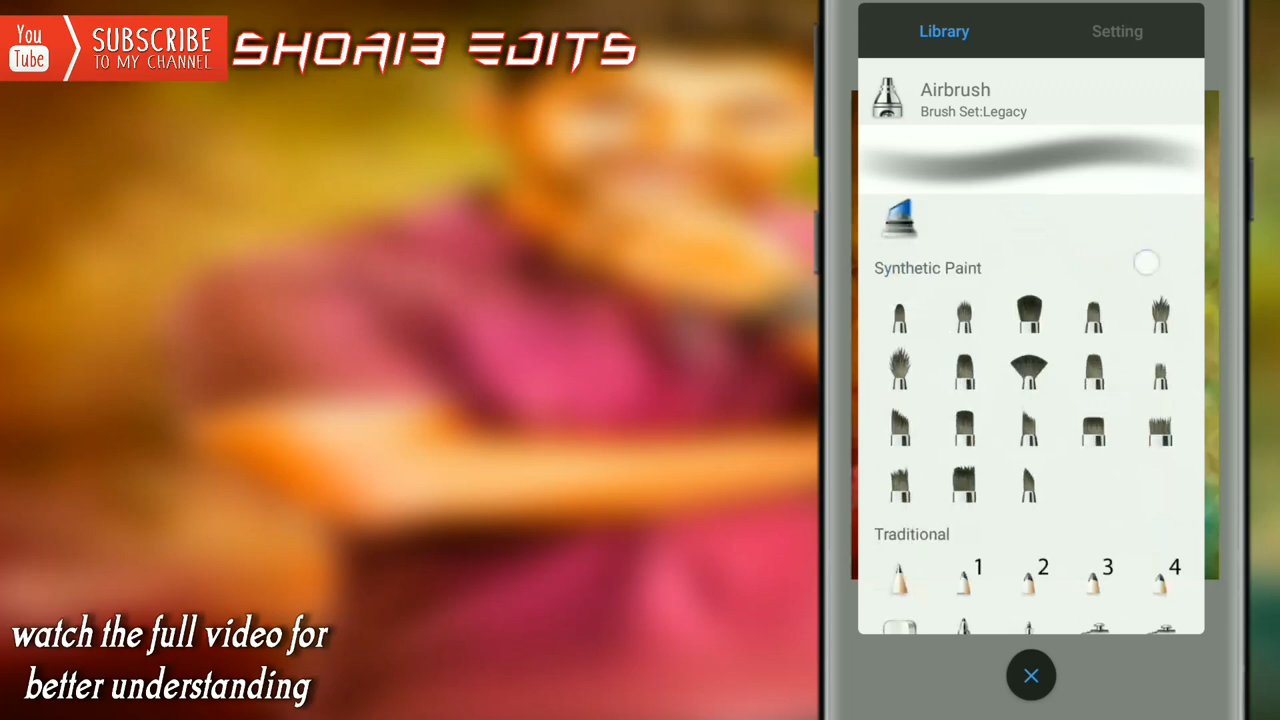 You
Tube
SUBSCRIBE
TO MY CHANNEL
SHOAIB EDITS
Library
Setting
Airbrush
Brush Set:Legacy
Synthetic Paint
Traditional
1
2
3
4
watch the full video for
better understanding